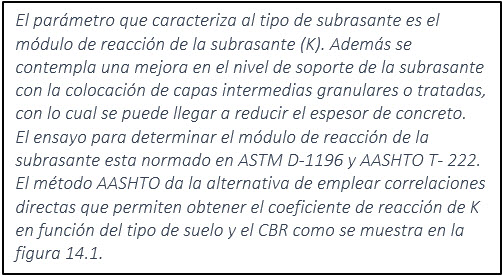 El parámetro que caracteriza al tipo de subrasante es el
módulo de reacción de la subrasante (K). Además se
contempla una mejora en el nivel de soporte de la subrasante
con la colocación de capas intermedias granulares o tratadas,
con lo cual se puede llegar a reducir el espesor de concreto.
El ensayo para determinar el módulo de reacción de la
subrasante esta normado en ASTM D-1196 y AASHTO T- 222.
El método AASHTO da la alternativa de emplear correlaciones
directas que permiten obtener el coeficiente de reacción de K
en función del tipo de suelo y el CBR como se muestra en la
figura 14.1.